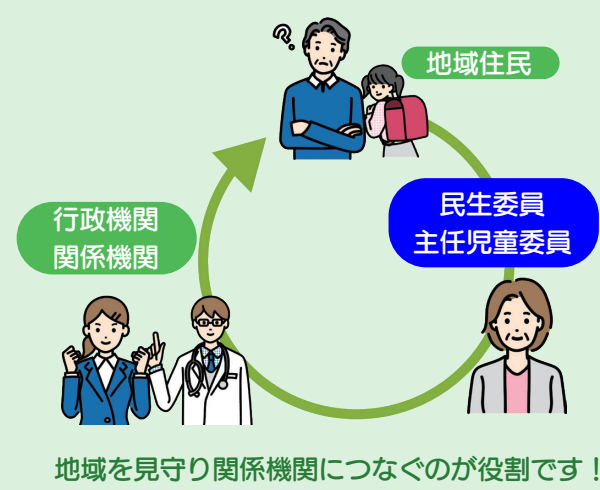 地域住民
民生委員
主任児童委員
行政機関
関係機関
地域を見守り関係機関につなぐのが役割です！